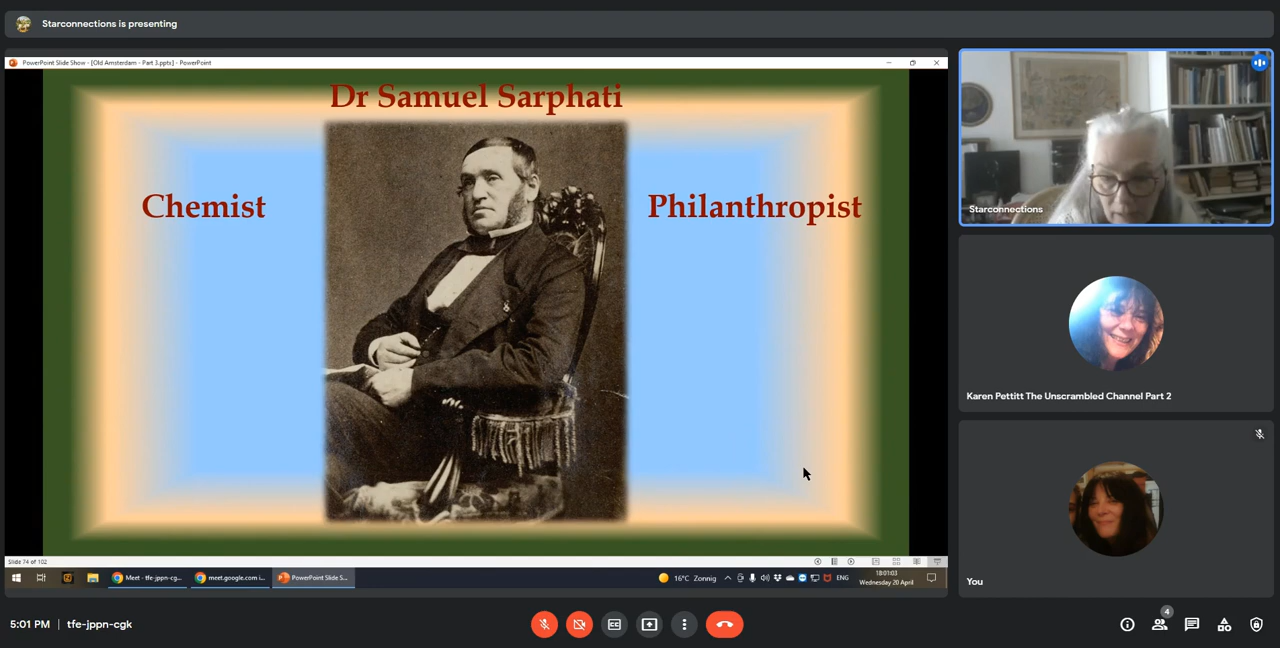 Starconnections is presenting
PowerPoint Slide Show - [Old Amsterdam - Part 3.ppts] - PowerPoint
Dr Samuel Sarphati
Chemist
Philanthropist
Starconnections
Karen Pettitt The Unscrambled Channel Part 2
You
Slide 74 of 102
Meet - tfe-jppn-cg...
meet.google.com i...
PowerPoint Slide S...
16°C Zonnig
ENG
18:01:03
Wednesday 20 April
5:01 PM | tfe-jppn-cgk
4